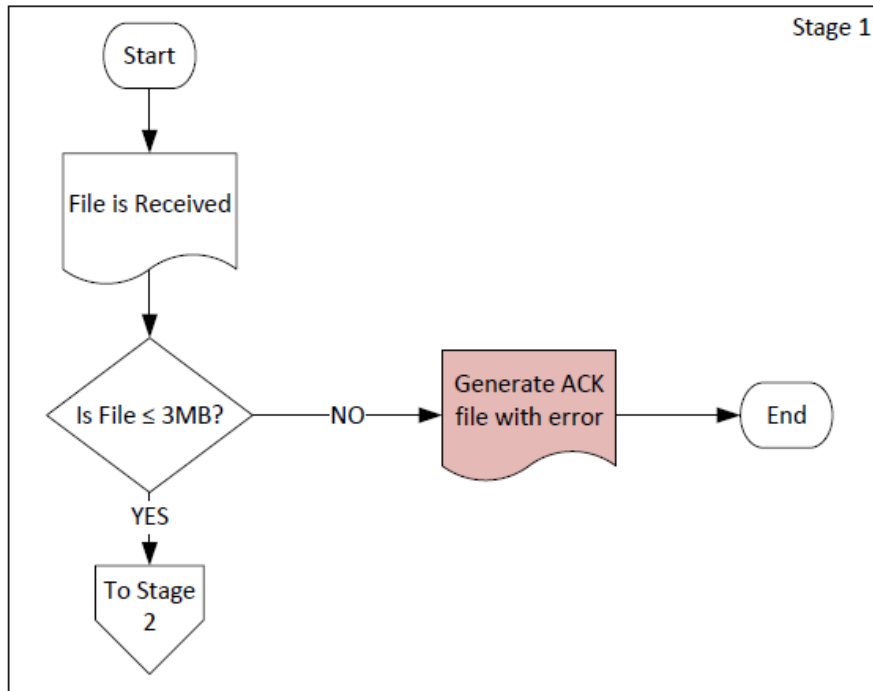 Stage 1
Start
File is Received
Is File ≤ 3MB?
NO
Generate ACK
file with error
End
YES
To Stage
2